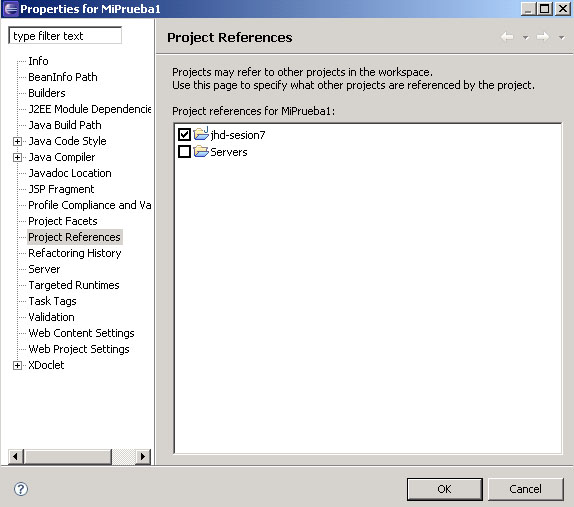 Properties for MiPrueba1
type filter text
Info
BeanInfo Path
Builders
J2EE Module Dependencie
Java Build Path
Java Code Style
Java Compiler
Javadoc Location
JSP Fragment
Profile Compliance and Va
Project Facets
Project References
Refactoring History
Server
Targeted Runtimes
Task Tags
Validation
Web Content Settings
Web Project Settings
XDoclet
Project References
Projects may refer to other projects in the workspace.
Use this page to specify what other projects are referenced by the project.
Project references for MiPrueba1:
jhd-sesion7
Servers
OK
Cancel